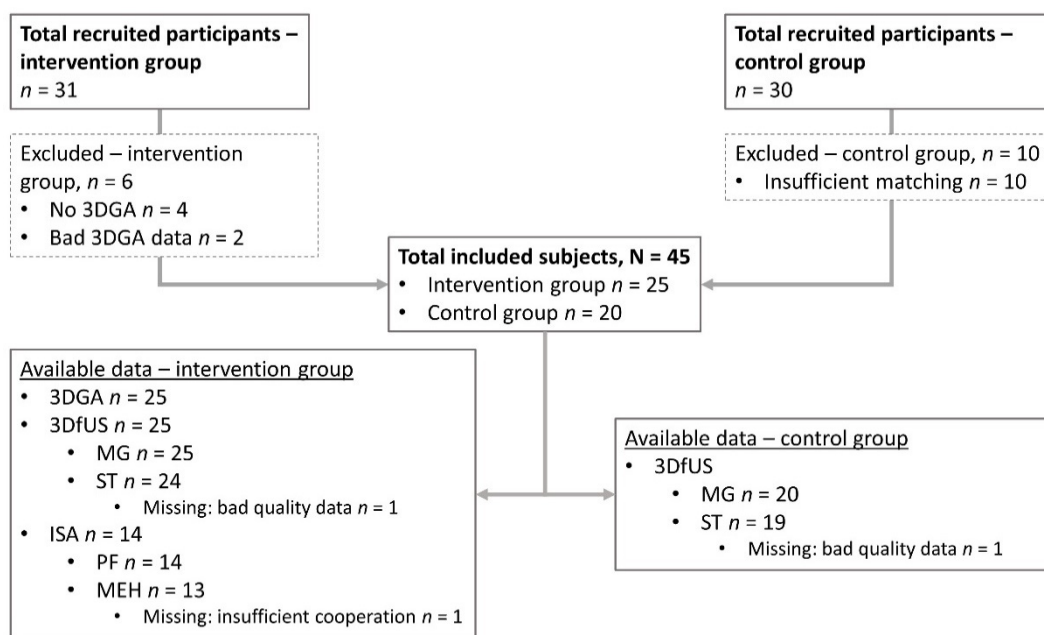 Total recruited participants –
intervention group
n = 31
Total recruited participants –
control group
n = 30
Excluded – intervention
group, n = 6
• No 3DGA n = 4
• Bad 3DGA data n = 2
Excluded – control group, n = 10
• Insufficient matching n = 10
Total included subjects, N = 45
• Intervention group n = 25
• Control group n = 20
Available data – intervention group
• 3DGA n = 25
• 3DfUS n = 25
• MG n = 25
• ST n = 24
• Missing: bad quality data n = 1
• ISA n = 14
• PF n = 14
• MEH n = 13
• Missing: insufficient cooperation n = 1
Available data – control group
• 3DfUS
• MG n = 20
• ST n = 19
• Missing: bad quality data n = 1